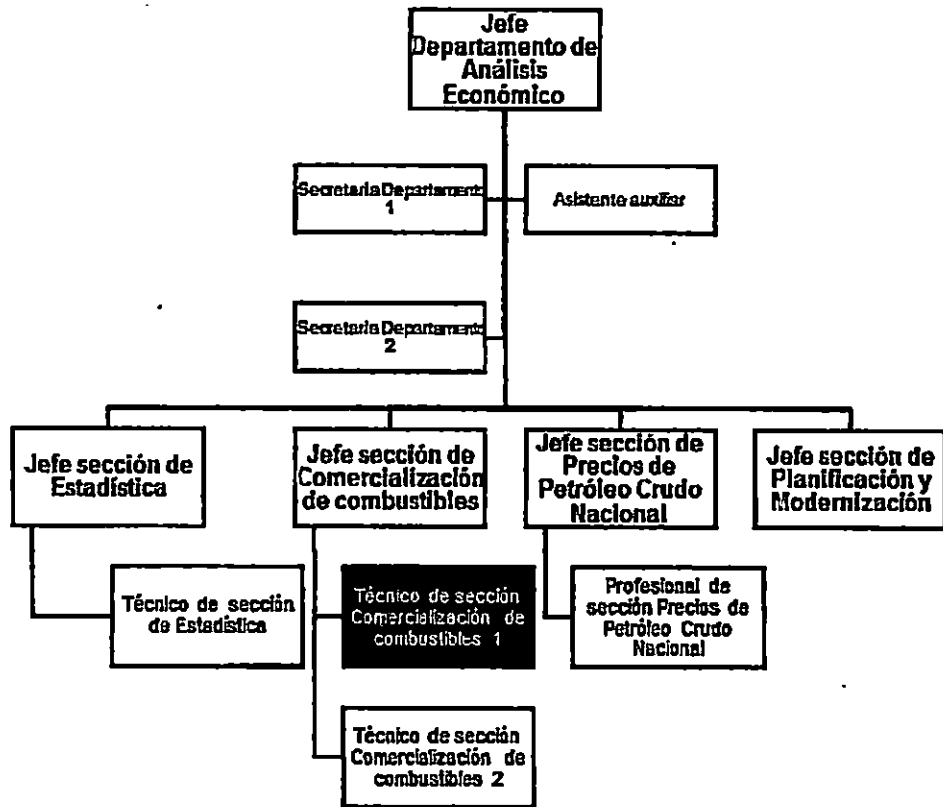 Jefe
Departamento de
Análisis
Económico
Secretaria Departamento
1
Asistente auxiliar
Secretaria Departamento
2
Jefe sección de
Estadística
Jefe sección de
Comercialización
de combustibles
Jefe sección de
Precios de
Petróleo Crudo
Nacional
Jefe sección de
Planificación y
Modernización
Técnico de sección
de Estadística
Técnico de sección
Comercialización de
combustibles 1
Profesional de
sección Precios de
Petróleo Crudo
Nacional
Técnico de sección
Comercialización de
combustibles 2